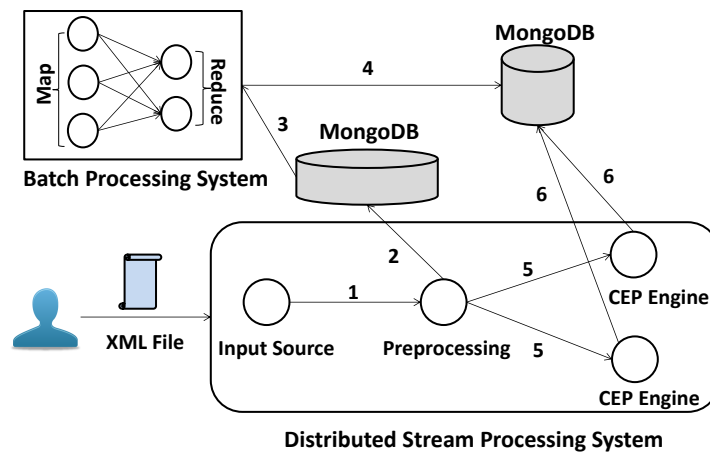 MongoDB
Map
Reduce
4
3
MongoDB
Batch Processing System
6
6
2
5
CEP Engine
1
XML File
Input Source
Preprocessing
5
CEP Engine
Distributed Stream Processing System